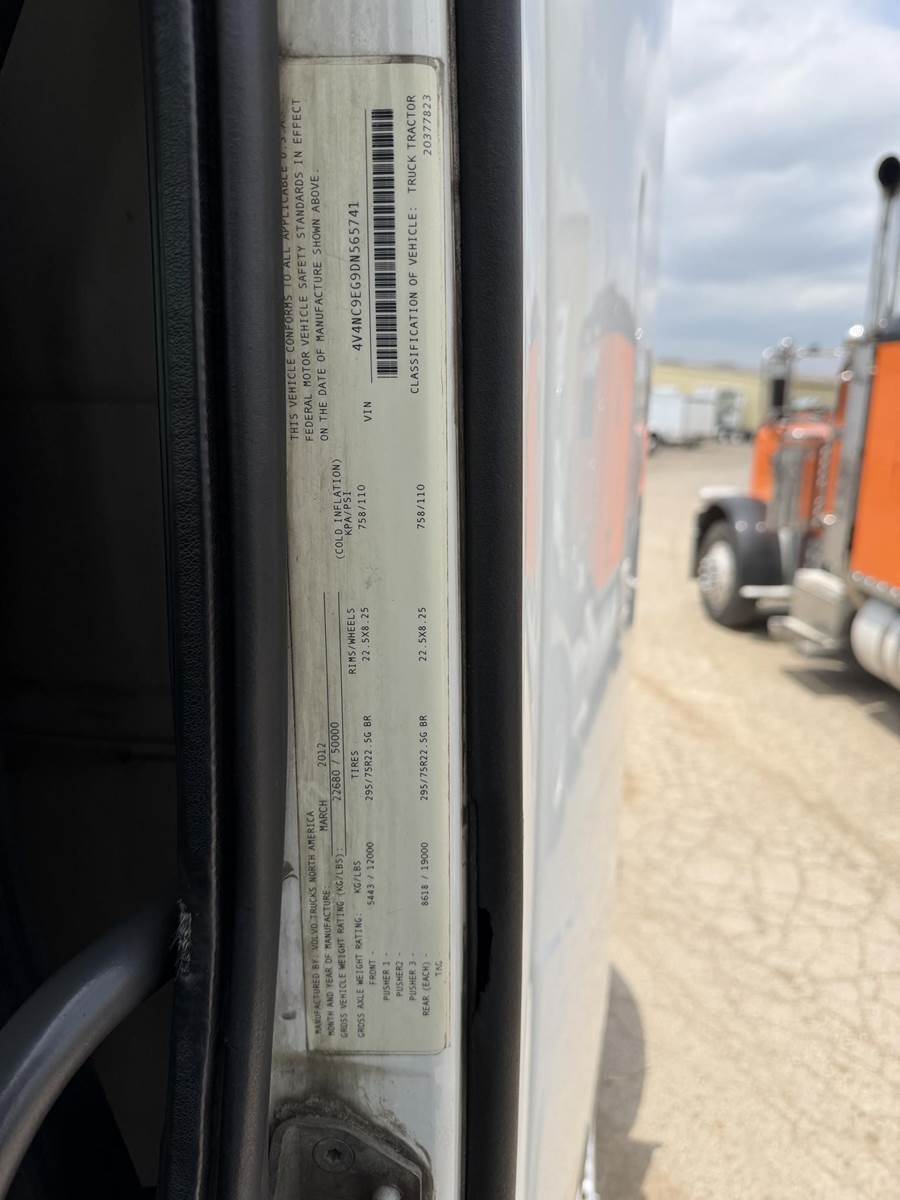 MANUFACTURED BY: VOLVO TRUCKS NORTH AMERICA
MONTH AND YEAR OF MANUFACTURE: MARCH 2012
GROSS VEHICLE WEIGHT RATING (KG/LBS): 22680 / 50000
GROSS AXLE WEIGHT RATING: KG/LBS TIRES RIMS/WHEELS (COLD INFLATION) KPA/PSI
FRONT - 5443 / 12000 295/75R22.5G BR 22.5X8.25 758/110
PUSHER 1 -
PUSHER2 -
PUSHER 3 -
REAR (EACH) - 8618 / 19000 295/75R22.5G BR 22.5X8.25 758/110
TAG
THIS VEHICLE CONFORMS TO ALL APPLICABLE U.S.A.
FEDERAL MOTOR VEHICLE SAFETY STANDARDS IN EFFECT
ON THE DATE OF MANUFACTURE SHOWN ABOVE.
4V4NC9EG9DN565741
VIN
CLASSIFICATION OF VEHICLE: TRUCK TRACTOR
20377823